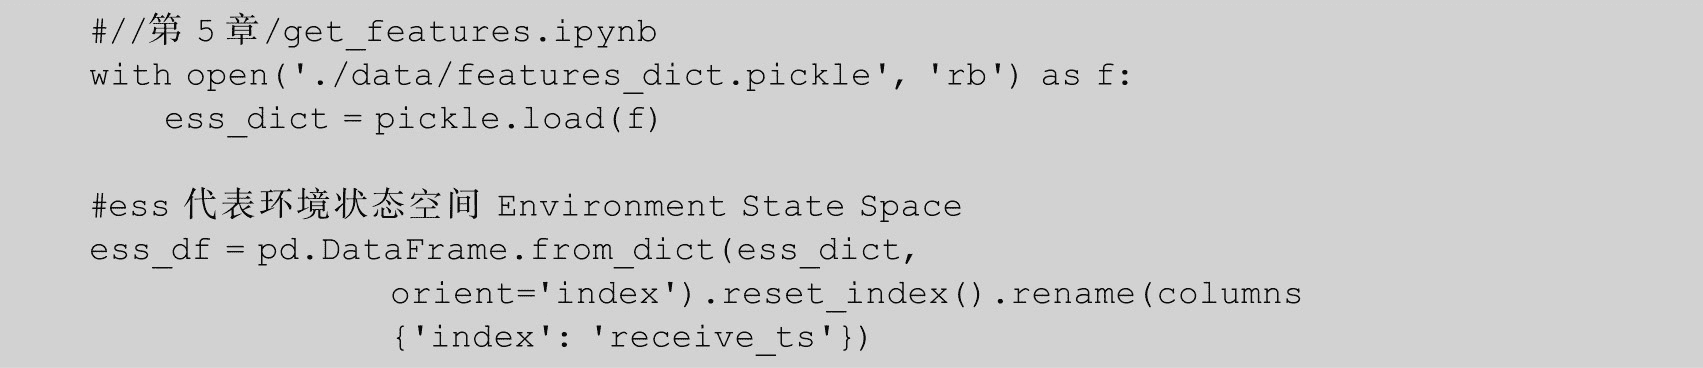 #//第 5 章/get_features.ipynb
with open('./data/features_dict.pickle', 'rb') as f:
    ess_dict = pickle.load(f)

#ess 代表环境状态空间 Environment State Space
ess_df = pd.DataFrame.from_dict(ess_dict,
                orient='index').reset_index().rename(columns
                {'index': 'receive_ts'})